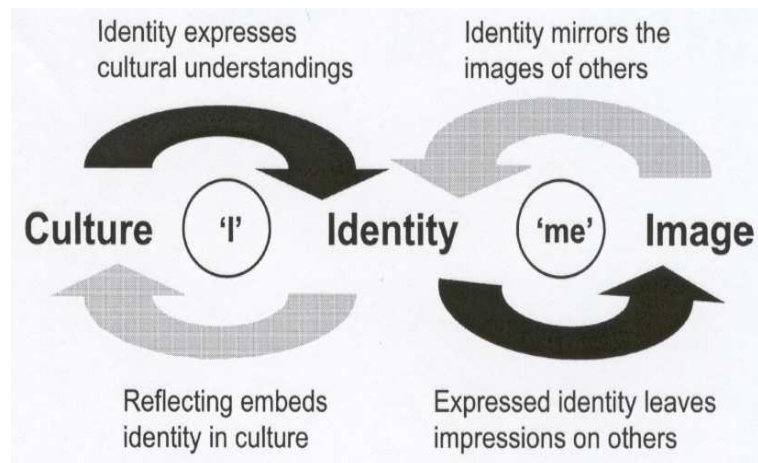 Identity expresses
cultural understandings
Identity mirrors the
images of others
Culture
‘I’
Identity
‘me’
Image
Reflecting embeds
identity in culture
Expressed identity leaves
impressions on others